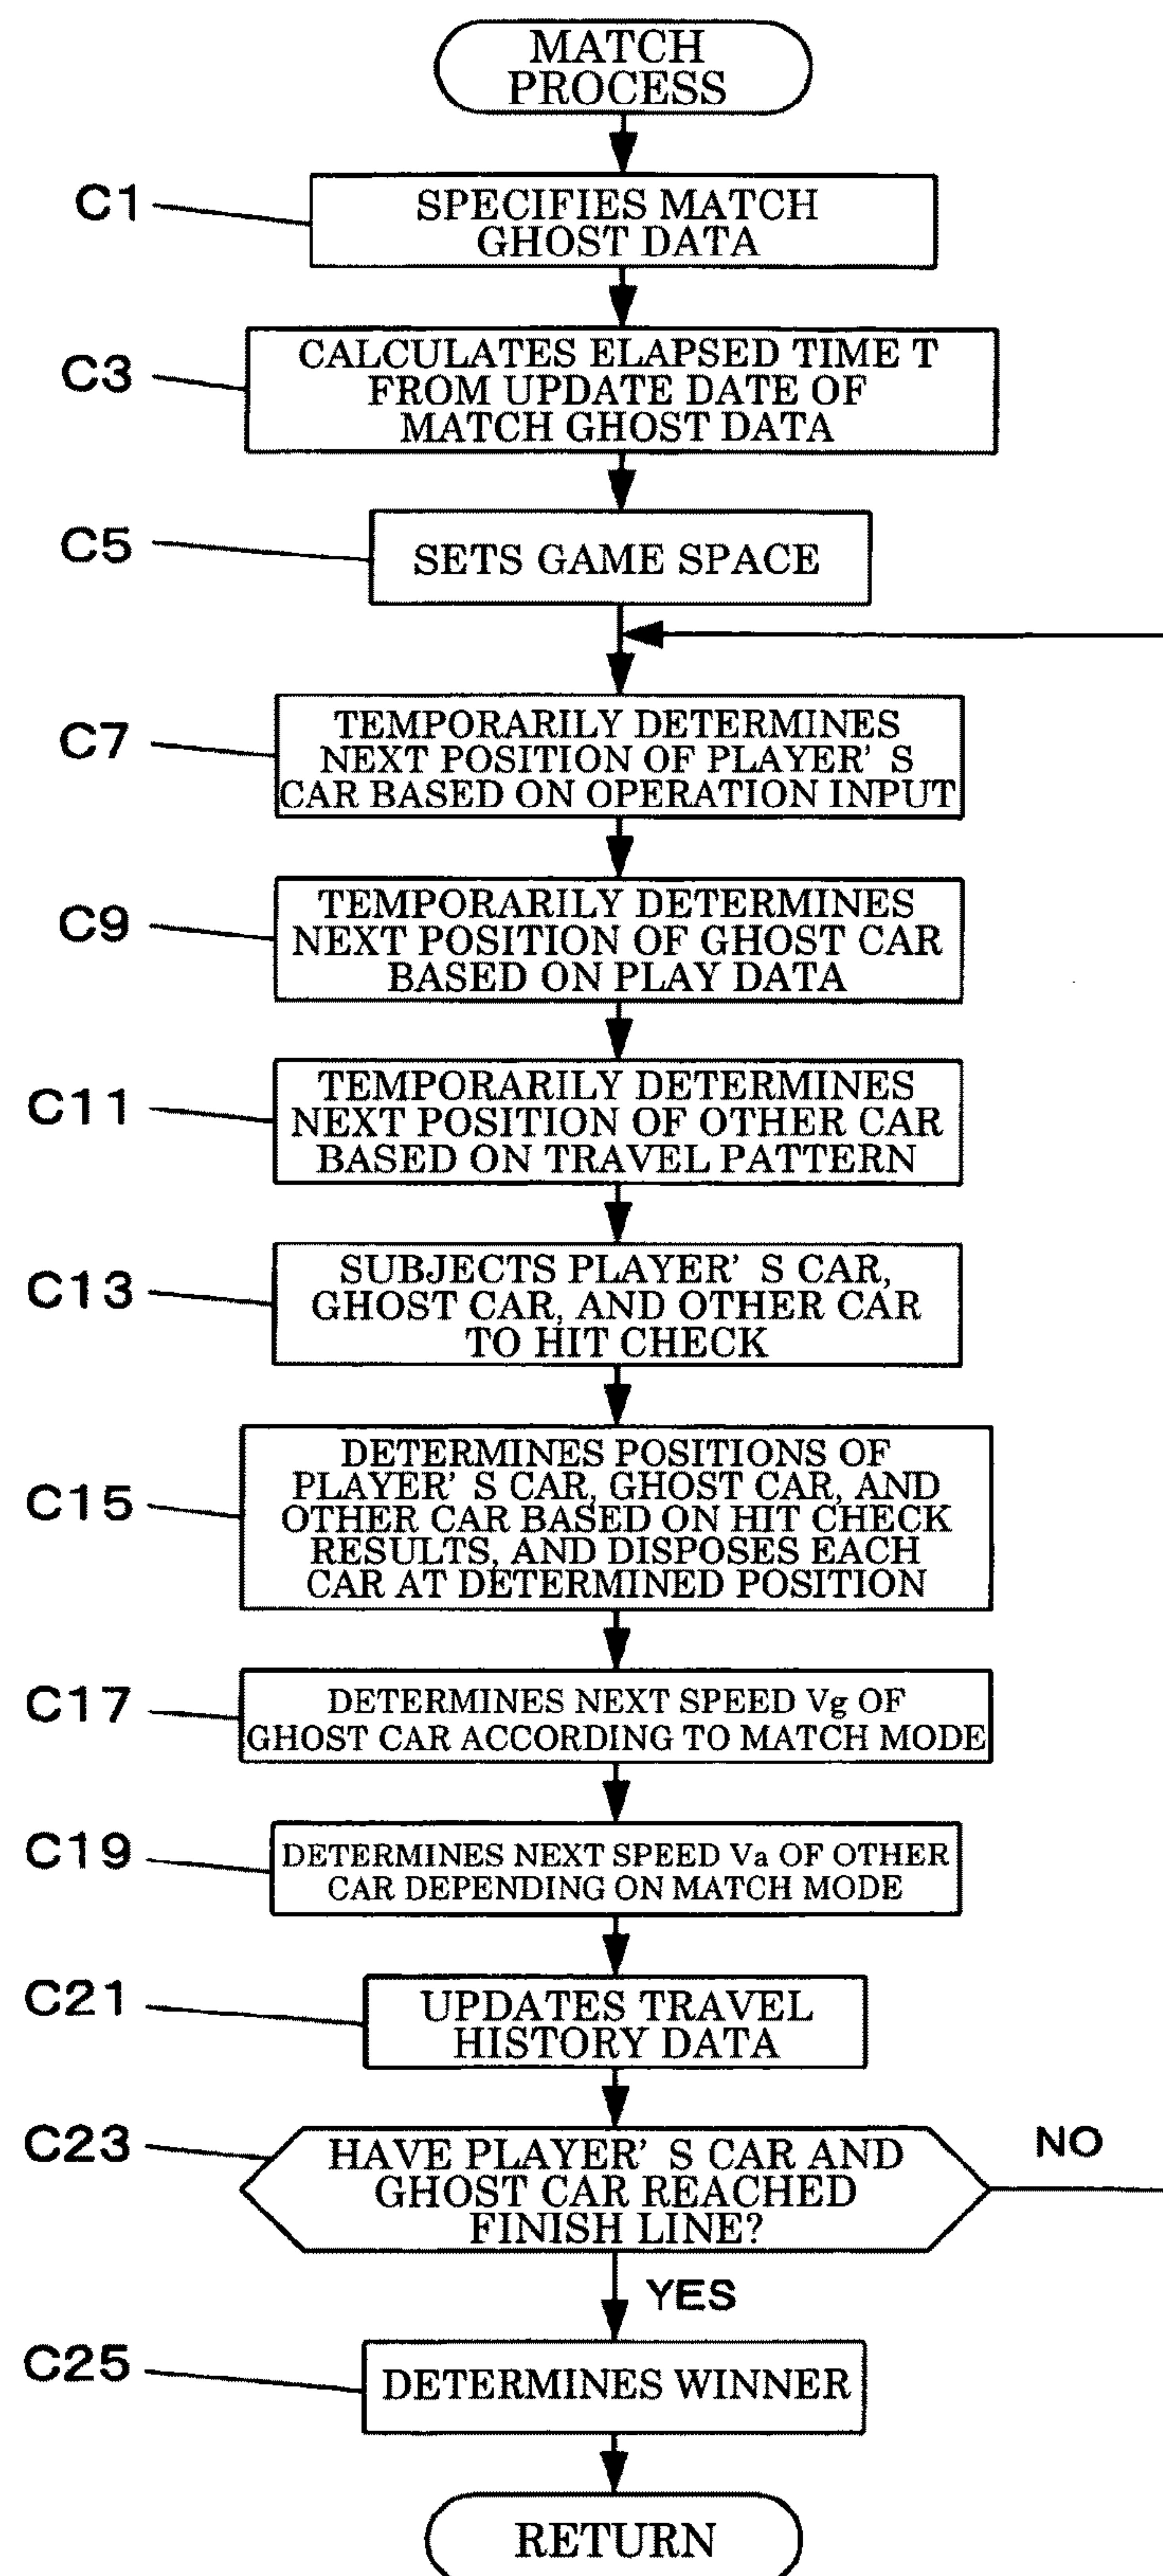 MATCH
PROCESS
C1
SPECIFIES MATCH
GHOST DATA
C3
CALCULATES ELAPSED TIME T
FROM UPDATE DATE OF
MATCH GHOST DATA
C5
SETS GAME SPACE
C7
TEMPORARILY DETERMINES
NEXT POSITION OF PLAYER' S
CAR BASED ON OPERATION INPUT
C9
TEMPORARILY DETERMINES
NEXT POSITION OF GHOST CAR
BASED ON PLAY DATA
C11
TEMPORARILY DETERMINES
NEXT POSITION OF OTHER CAR
BASED ON TRAVEL PATTERN
C13
SUBJECTS PLAYER' S CAR,
GHOST CAR, AND OTHER CAR
TO HIT CHECK
C15
DETERMINES POSITIONS OF
PLAYER' S CAR, GHOST CAR, AND
OTHER CAR BASED ON HIT CHECK
RESULTS, AND DISPOSES EACH
CAR AT DETERMINED POSITION
C17
DETERMINES NEXT SPEED Vg OF
GHOST CAR ACCORDING TO MATCH MODE
C19
DETERMINES NEXT SPEED Va OF OTHER
CAR DEPENDING ON MATCH MODE
C21
UPDATES TRAVEL
HISTORY DATA
C23
HAVE PLAYER' S CAR AND
GHOST CAR REACHED
FINISH LINE?
NO
YES
C25
DETERMINES WINNER
RETURN